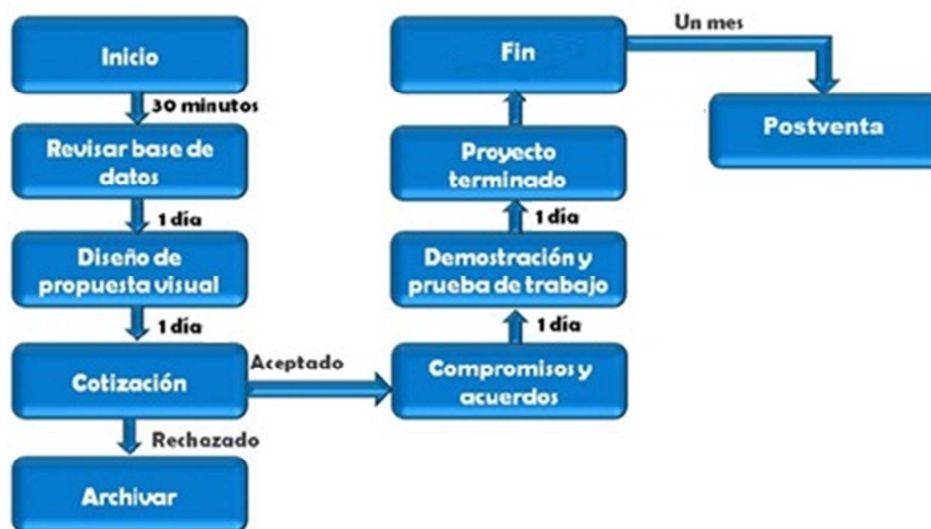 Inicio
30 minutos
Revisar base de
datos
1 día
Diseño de
propuesta visual
1 día
Cotización
Aceptado
Rechazado
Archivar
Compromisos y
acuerdos
1 día
Demostración y
prueba de trabajo
1 día
Proyecto
terminado
Fin
Un mes
Postventa